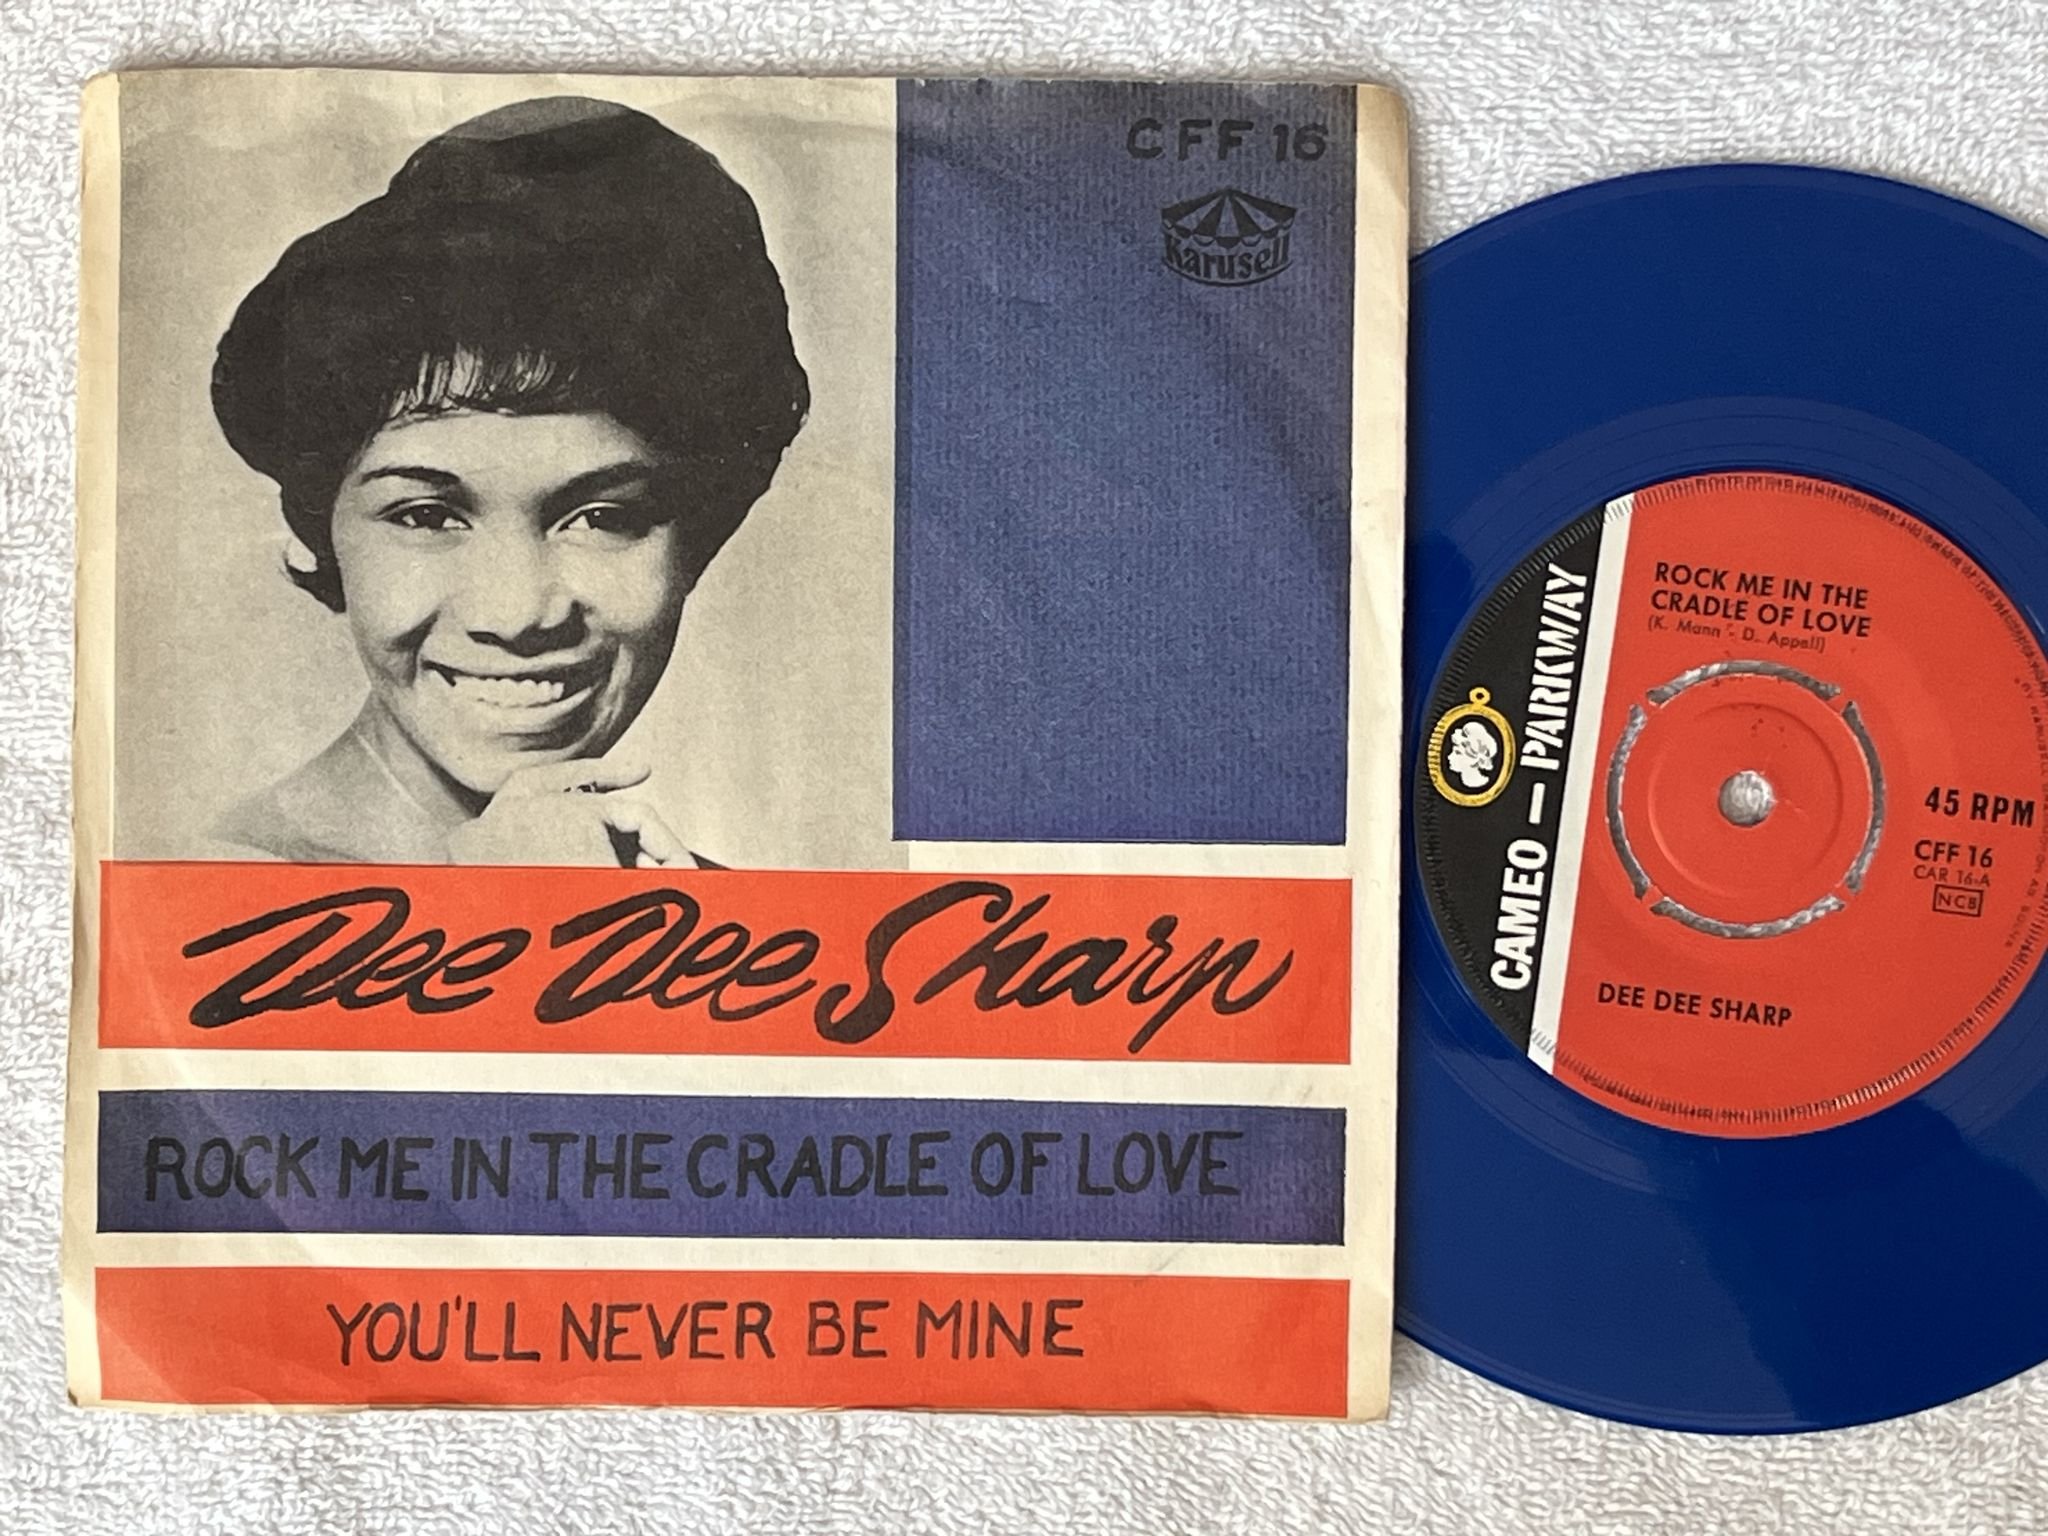 CFF 16
Karusell
Dee Dee Sharp
ROCK ME IN THE CRADLE OF LOVE
YOU'LL NEVER BE MINE
CAMEO – PARKWAY
ROCK ME IN THE
CRADLE OF LOVE
(K. Mann - D. Appell)
45 RPM
CFF 16
CAR 16-A
NCB
DEE DEE SHARP